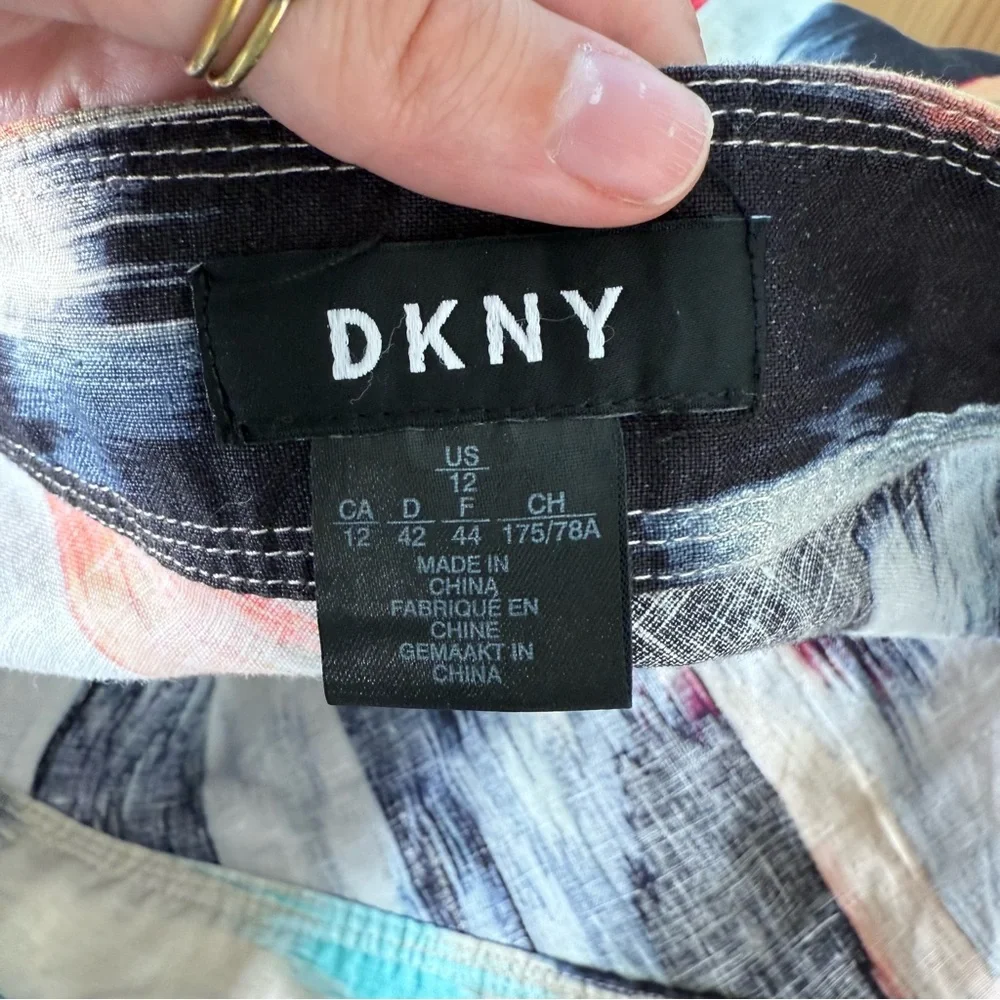 DKNY
US
12
CA D F CH
12 42 44 175/78A
MADE IN
CHINA
FABRIQUÉ EN
CHINE
GEMAAKT IN
CHINA